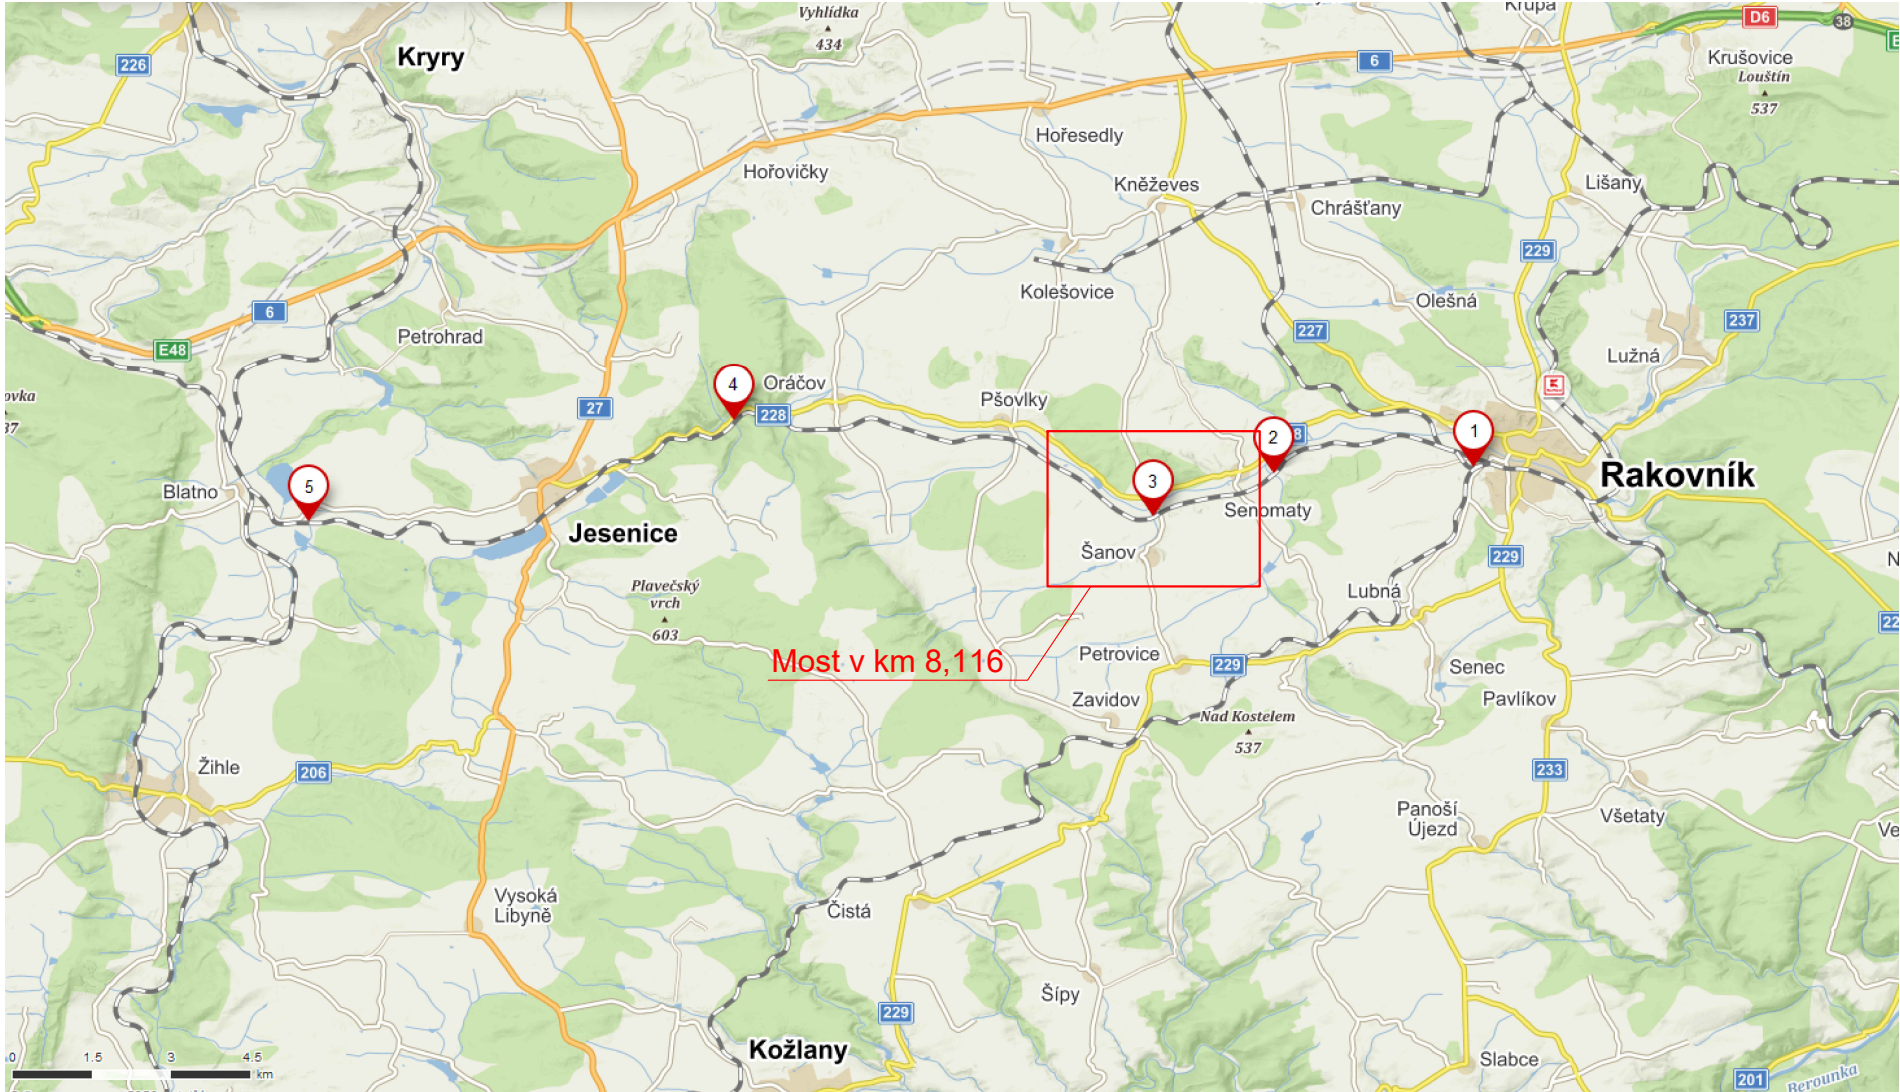 Vyhlídka
434
Krupá
D6
38
226
Kryry
6
Krušovice
Louštín
537
Hořesedly
Hořovičky
Kněževes
Lišany
Chrášťany
229
Kolešovice
Olešná
6
237
227
Petrohrad
E48
Lužná
27
4
Oráčov
228
Pšovlky
2
1
Rakovník
3
5
Blatno
Senomaty
Jesenice
Šanov
229
Plavečský
vrch
603
Lubná
Most v km 8,116
Petrovice
229
Senec
Zavidov
Pavlíkov
Nad Kostelem
537
Žihle
206
233
Panoší
Újezd
Všetaty
Vysoká
Libyně
Čistá
Šípy
229
Kožlany
Slabce
201
Berounka
0 1.5 3 4.5
km